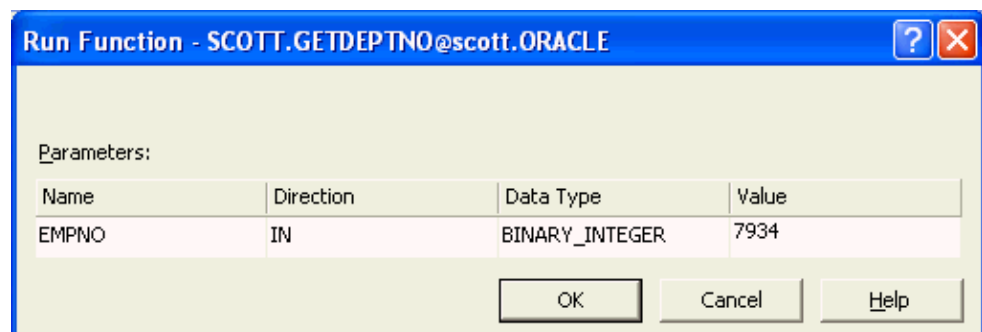 Run Function - SCOTT.GETDEPTNO@scott.ORACLE
Parameters:
Name Direction Data Type Value
EMPNO IN BINARY_INTEGER 7934
OK Cancel Help